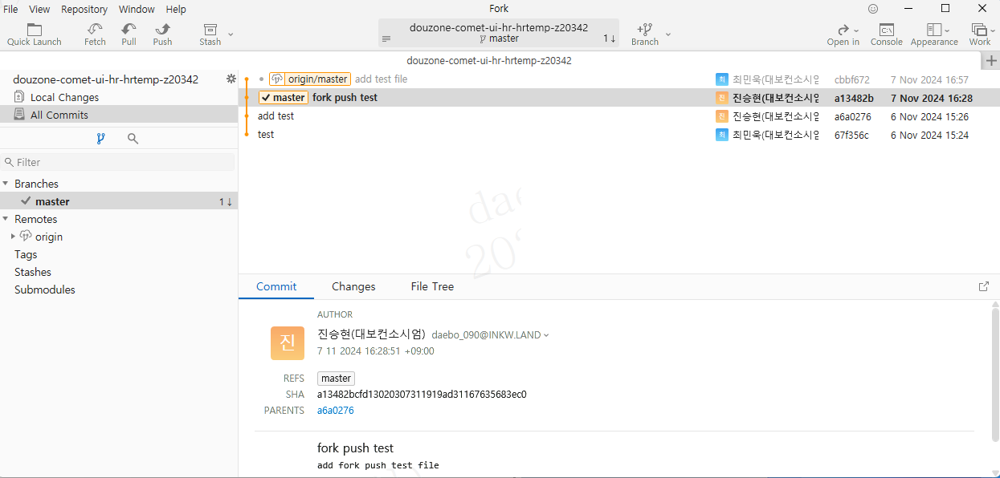 File View Repository Window Help Fork
Quick Launch Fetch Pull Push Stash douzone-comet-ui-hr-hrtemp-z20342 Branch Open in Console Appearance Work
master 1↓
douzone-comet-ui-hr-hrtemp-z20342
douzone-comet-ui-hr-hrtemp-z20342
Local Changes
All Commits
Filter
Branches
master 1↓
Remotes
origin
Tags
Stashes
Submodules
origin/master add test file 최 최민욱(대보컨소시엄 cbbf672 7 Nov 2024 16:57
master fork push test 진 진승현(대보컨소시엄 a13482b 7 Nov 2024 16:28
add test 진 진승현(대보컨소시엄 a6a0276 6 Nov 2024 15:26
test 최 최민욱(대보컨소시엄 67f356c 6 Nov 2024 15:24
Commit Changes File Tree
AUTHOR
진 진승현(대보컨소시엄) daebo_090@INKW.LAND
7 11 2024 16:28:51 +09:00
REFS master
SHA a13482bcfd13020307311919ad31167635683ec0
PARENTS a6a0276
fork push test
add fork push test file